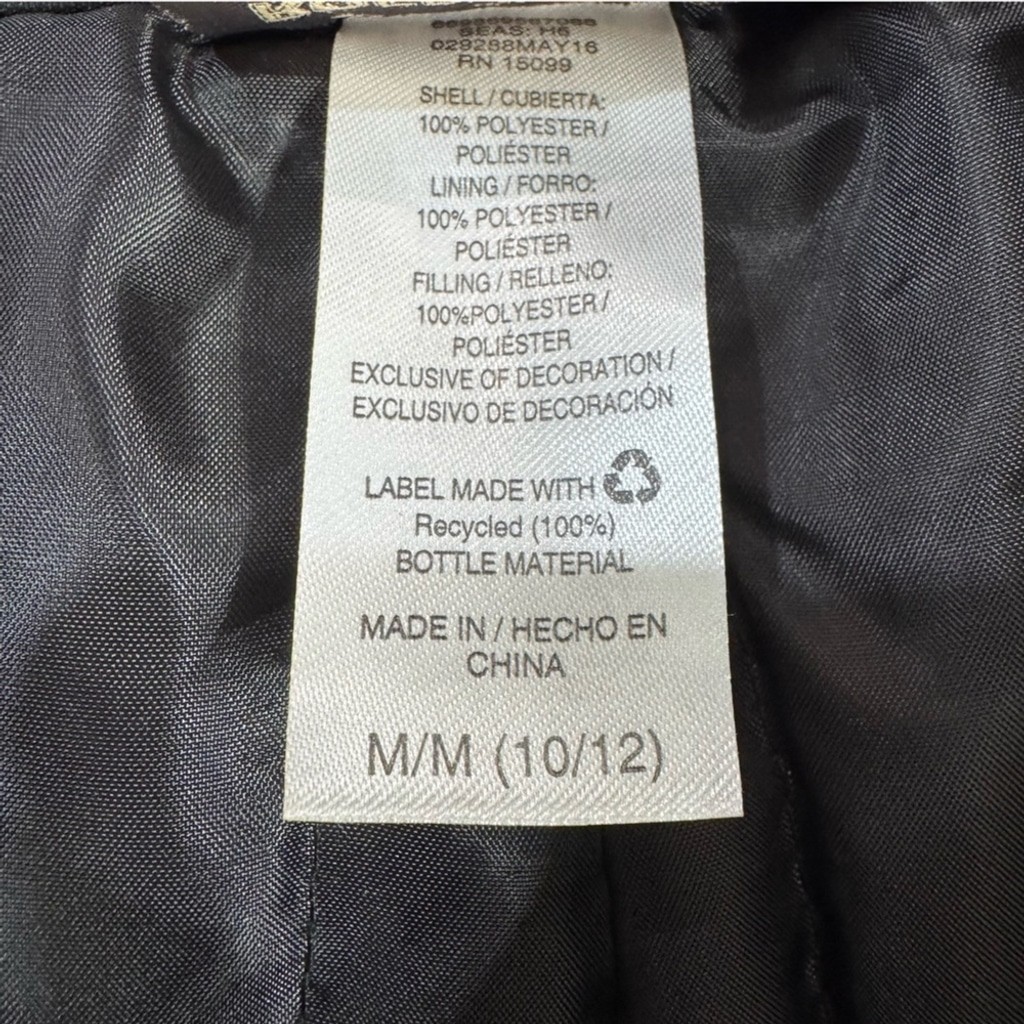 SEAS: H6
029258MAY16
RN 15099
SHELL / CUBIERTA:
100% POLYESTER /
POLIÉSTER
LINING / FORRO:
100% POLYESTER /
POLIÉSTER
FILLING / RELLENO:
100%POLYESTER /
POLIÉSTER
EXCLUSIVE OF DECORATION /
EXCLUSIVO DE DECORACIÓN
LABEL MADE WITH
Recycled (100%)
BOTTLE MATERIAL
MADE IN / HECHO EN
CHINA
M/M (10/12)